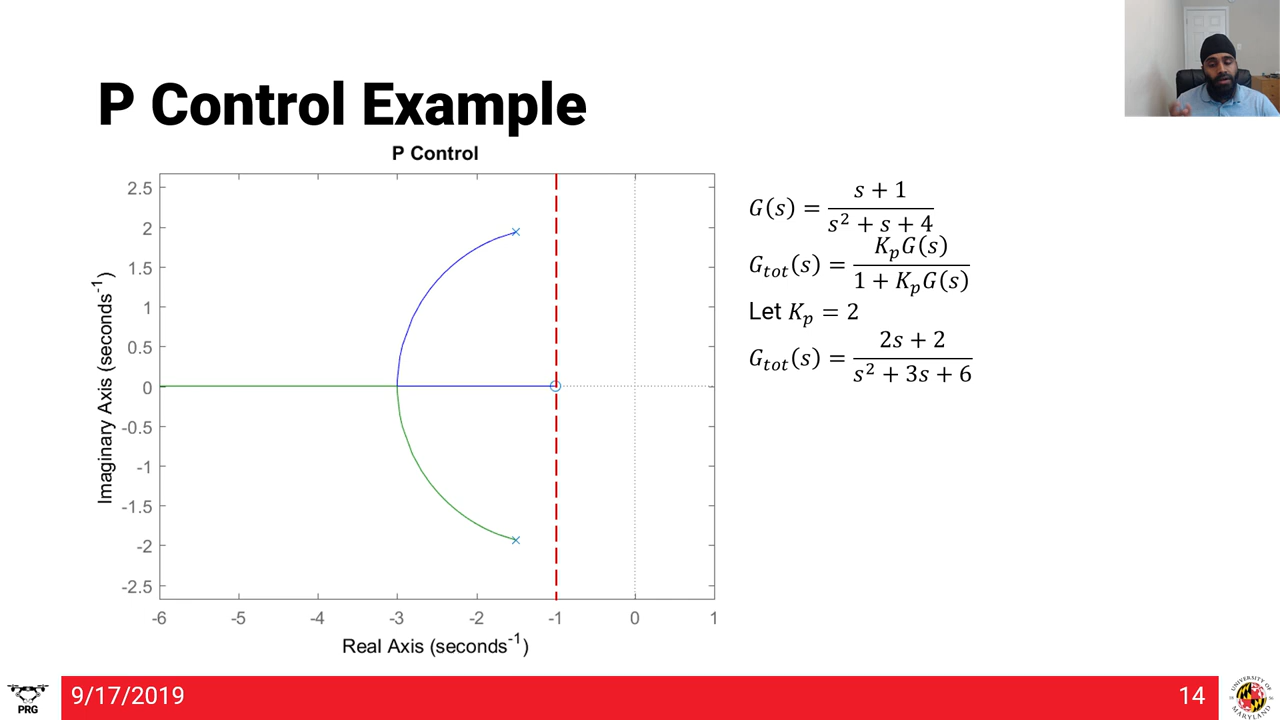 P Control Example
P Control
2.5
2
1.5
1
0.5
0
-0.5
-1
-1.5
-2
-2.5
Imaginary Axis (seconds⁻¹)
-6 -5 -4 -3 -2 -1 0 1
Real Axis (seconds⁻¹)
G(s) = (s + 1)/(s² + s + 4)
G_tot(s) = (K_p G(s))/(1 + K_p G(s))
Let K_p = 2
G_tot(s) = (2s + 2)/(s² + 3s + 6)
PRG
9/17/2019
14
UNIVERSITY OF
MARYLAND